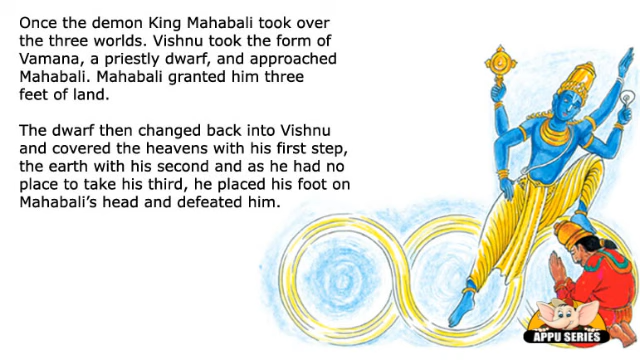 Once the demon King Mahabali took over
the three worlds. Vishnu took the form of
Vamana, a priestly dwarf, and approached
Mahabali. Mahabali granted him three
feet of land.
The dwarf then changed back into Vishnu
and covered the heavens with his first step,
the earth with his second and as he had no
place to take his third, he placed his foot on
Mahabali's head and defeated him.
APPU SERIES